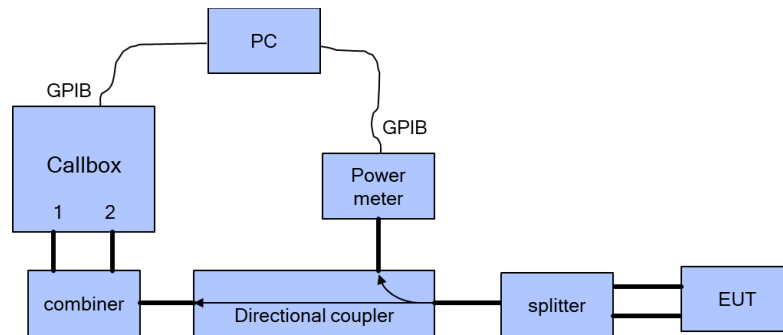 PC
GPIB
GPIB
Callbox
1 2
Power
meter
combiner
Directional coupler
splitter
EUT